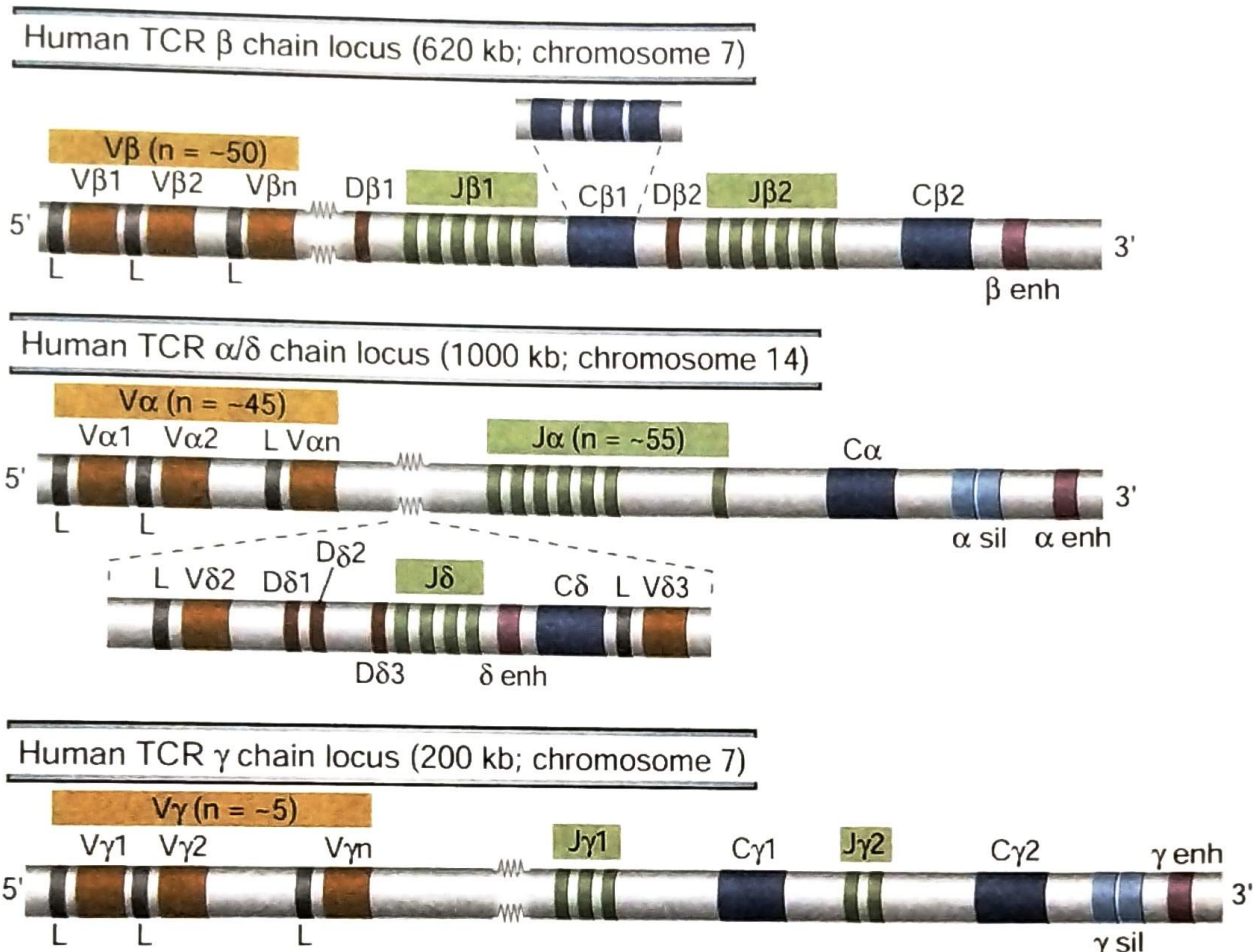 Human TCR β chain locus (620 kb; chromosome 7)
Vβ (n = ~50)
Vβ1 Vβ2 Vβn Dβ1 Jβ1 Cβ1 Dβ2 Jβ2 Cβ2
5' 3'
L L L β enh
Human TCR α/δ chain locus (1000 kb; chromosome 14)
Vα (n = ~45)
Vα1 Vα2 L Vαn Jα (n = ~55) Cα
5' 3'
L L α sil α enh
Dδ2
L Vδ2 Dδ1 Jδ Cδ L Vδ3
Dδ3 δ enh
Human TCR γ chain locus (200 kb; chromosome 7)
Vγ (n = ~5)
Vγ1 Vγ2 Vγn Jγ1 Cγ1 Jγ2 Cγ2 γ enh
5' 3'
L L L γ sil